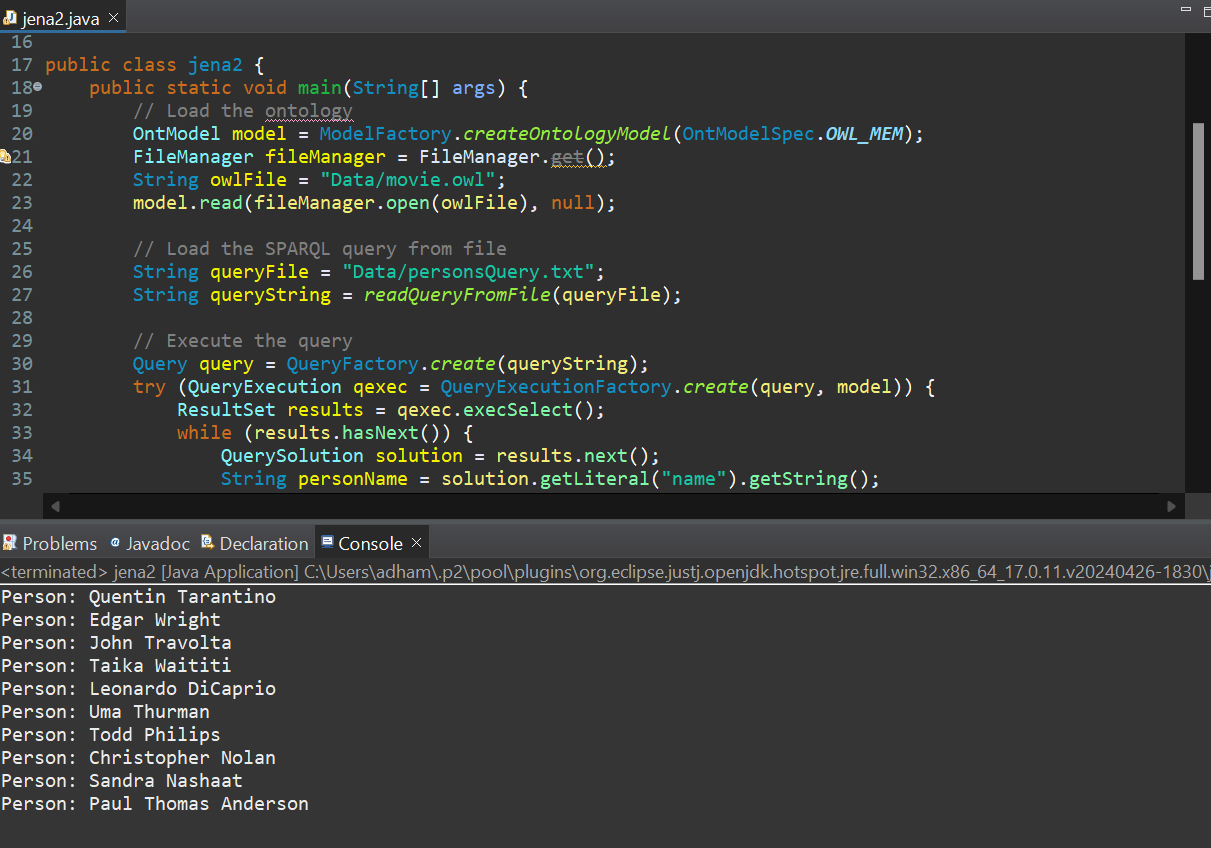 jena2.java
16
17 public class jena2 {
18 public static void main(String[] args) {
19 // Load the ontology
20 OntModel model = ModelFactory.createOntologyModel(OntModelSpec.OWL_MEM);
21 FileManager fileManager = FileManager.get();
22 String owlFile = "Data/movie.owl";
23 model.read(fileManager.open(owlFile), null);
24
25 // Load the SPARQL query from file
26 String queryFile = "Data/personsQuery.txt";
27 String queryString = readQueryFromFile(queryFile);
28
29 // Execute the query
30 Query query = QueryFactory.create(queryString);
31 try (QueryExecution qexec = QueryExecutionFactory.create(query, model)) {
32 ResultSet results = qexec.execSelect();
33 while (results.hasNext()) {
34 QuerySolution solution = results.next();
35 String personName = solution.getLiteral("name").getString();
Problems Javadoc Declaration Console
<terminated> jena2 [Java Application] C:\Users\adham\.p2\pool\plugins\org.eclipse.justj.openjdk.hotspot.jre.full.win32.x86_64_17.0.11.v20240426-1830\j
Person: Quentin Tarantino
Person: Edgar Wright
Person: John Travolta
Person: Taika Waititi
Person: Leonardo DiCaprio
Person: Uma Thurman
Person: Todd Philips
Person: Christopher Nolan
Person: Sandra Nashaat
Person: Paul Thomas Anderson